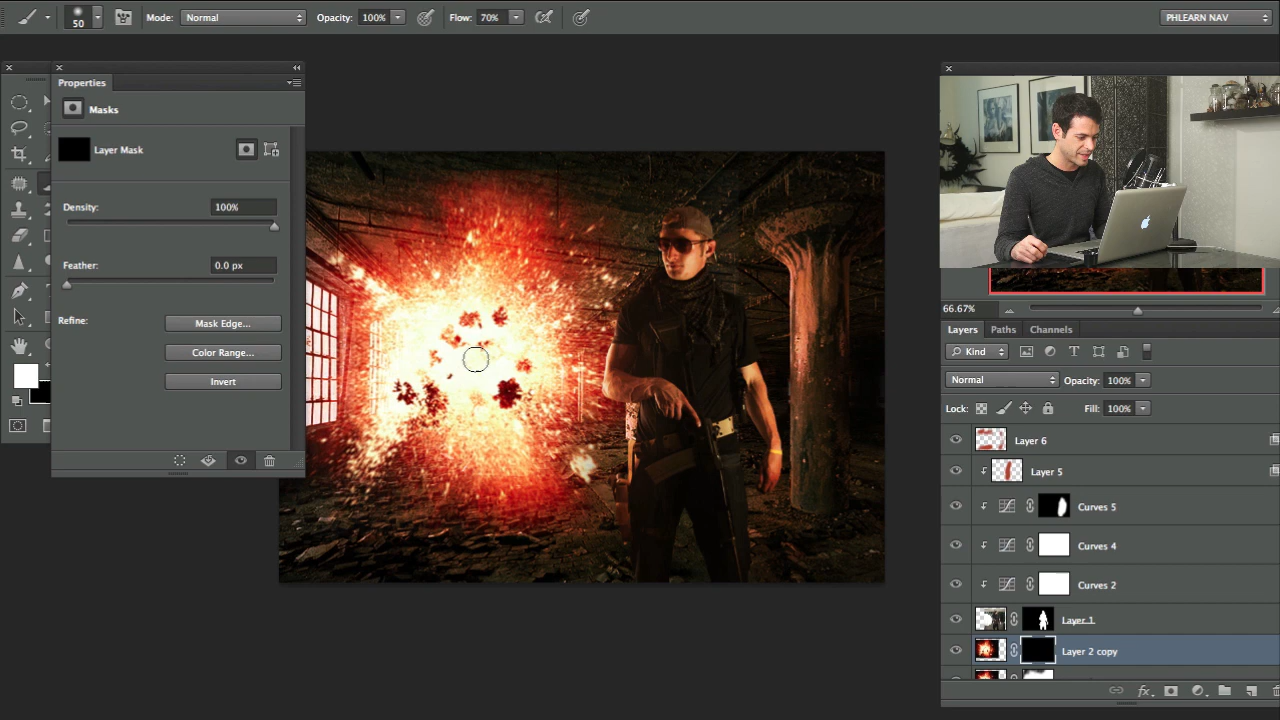 50
Mode: Normal
Opacity: 100%
Flow: 70%
PHLEARN NAV
Properties
Masks
Layer Mask
Density: 100%
Feather: 0.0 px
Refine:
Mask Edge...
Color Range...
Invert
66.67%
Layers Paths Channels
Kind
Normal
Opacity: 100%
Lock:
Fill: 100%
Layer 6
Layer 5
Curves 5
Curves 4
Curves 2
Layer 1
Layer 2 copy
fx